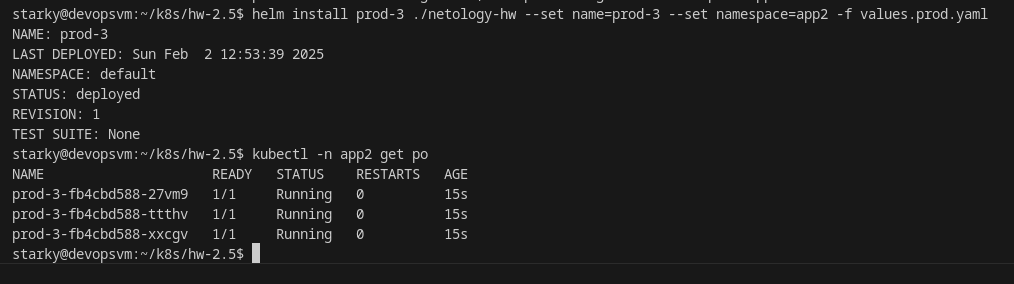 starky@devopsvm:~/k8s/hw-2.5$ helm install prod-3 ./netology-hw --set name=prod-3 --set namespace=app2 -f values.prod.yaml
NAME: prod-3
LAST DEPLOYED: Sun Feb  2 12:53:39 2025
NAMESPACE: default
STATUS: deployed
REVISION: 1
TEST SUITE: None
starky@devopsvm:~/k8s/hw-2.5$ kubectl -n app2 get po
NAME                     READY   STATUS    RESTARTS   AGE
prod-3-fb4cbd588-27vm9   1/1     Running   0          15s
prod-3-fb4cbd588-ttthv   1/1     Running   0          15s
prod-3-fb4cbd588-xxcgv   1/1     Running   0          15s
starky@devopsvm:~/k8s/hw-2.5$